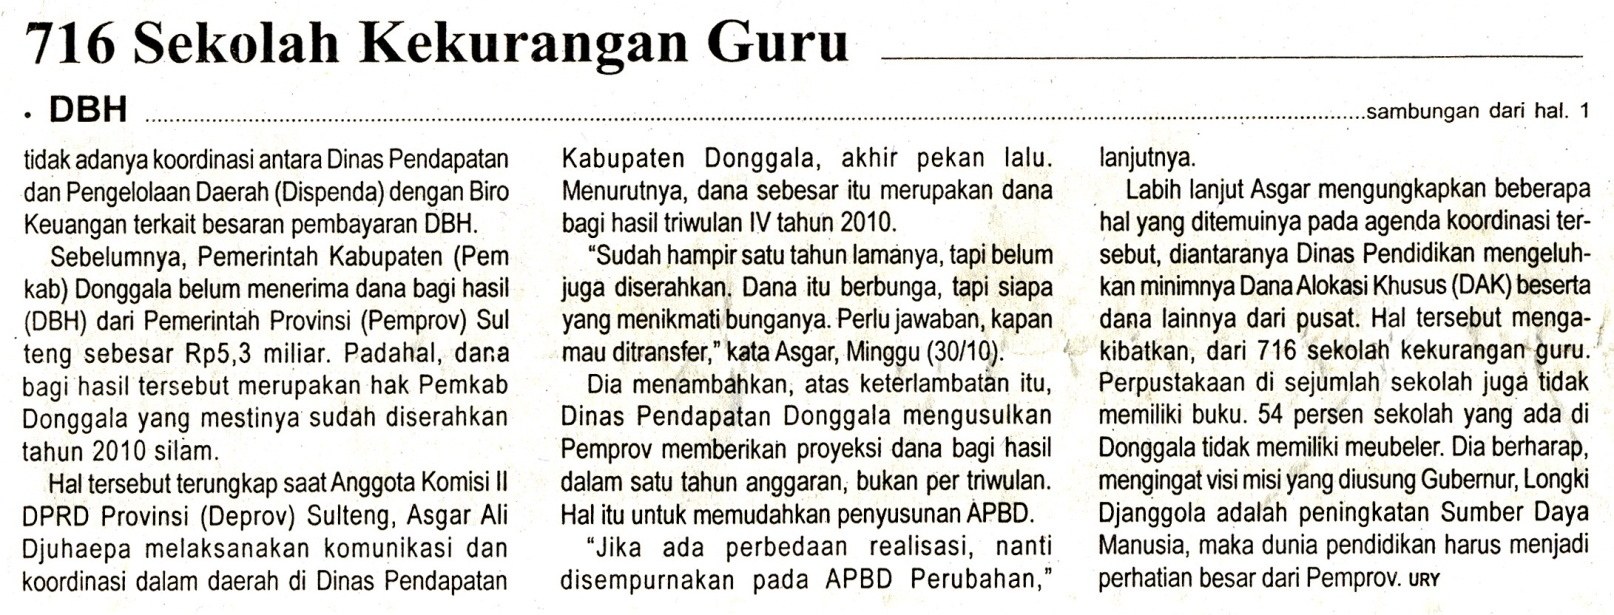 716 Sekolah Kekurangan Guru
• DBH ........ sambungan dari hal. 1
tidak adanya koordinasi antara Dinas Pendapatan
dan Pengelolaan Daerah (Dispenda) dengan Biro
Keuangan terkait besaran pembayaran DBH.
Sebelumnya, Pemerintah Kabupaten (Pem
kab) Donggala belum menerima dana bagi hasil
(DBH) dari Pemerintah Provinsi (Pemprov) Sul
teng sebesar Rp5,3 miliar. Padahal, dana
bagi hasil tersebut merupakan hak Pemkab
Donggala yang mestinya sudah diserahkan
tahun 2010 silam.
Hal tersebut terungkap saat Anggota Komisi II
DPRD Provinsi (Deprov) Sulteng, Asgar Ali
Djuhaepa melaksanakan komunikasi dan
koordinasi dalam daerah di Dinas Pendapatan
Kabupaten Donggala, akhir pekan lalu.
Menurutnya, dana sebesar itu merupakan dana
bagi hasil triwulan IV tahun 2010.
“Sudah hampir satu tahun lamanya, tapi belum
juga diserahkan. Dana itu berbunga, tapi siapa
yang menikmati bunganya. Perlu jawaban, kapan
mau ditransfer,” kata Asgar, Minggu (30/10).
Dia menambahkan, atas keterlambatan itu,
Dinas Pendapatan Donggala mengusulkan
Pemprov memberikan proyeksi dana bagi hasil
dalam satu tahun anggaran, bukan per triwulan.
Hal itu untuk memudahkan penyusunan APBD.
“Jika ada perbedaan realisasi, nanti
disempurnakan pada APBD Perubahan,”
lanjutnya.
Labih lanjut Asgar mengungkapkan beberapa
hal yang ditemuinya pada agenda koordinasi ter-
sebut, diantaranya Dinas Pendidikan mengeluh-
kan minimnya Dana Alokasi Khusus (DAK) beserta
dana lainnya dari pusat. Hal tersebut menga-
kibatkan, dari 716 sekolah kekurangan guru.
Perpustakaan di sejumlah sekolah juga tidak
memiliki buku. 54 persen sekolah yang ada di
Donggala tidak memiliki meubeler. Dia berharap,
mengingat visi misi yang diusung Gubernur, Longki
Djanggola adalah peningkatan Sumber Daya
Manusia, maka dunia pendidikan harus menjadi
perhatian besar dari Pemprov. URY